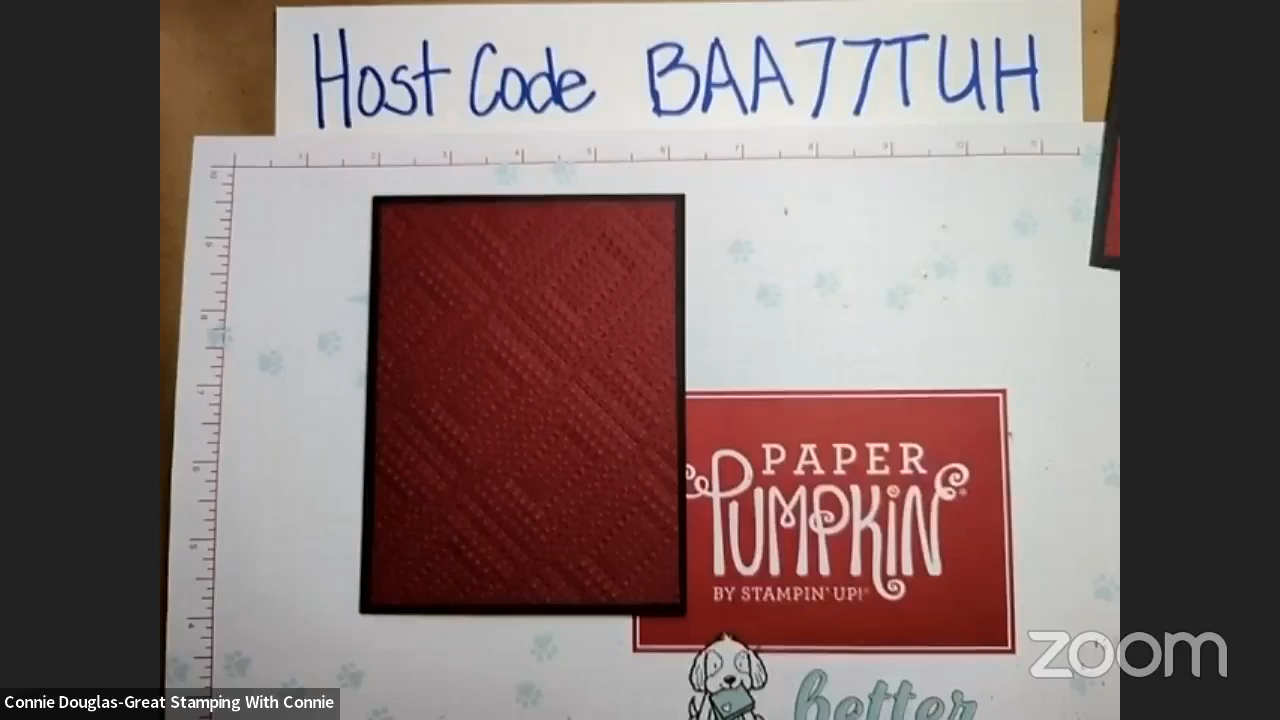 Host Code BAA77TUH
PAPER
PUMPKIN®
BY STAMPIN' UP!®
better
zoom
Connie Douglas-Great Stamping With Connie